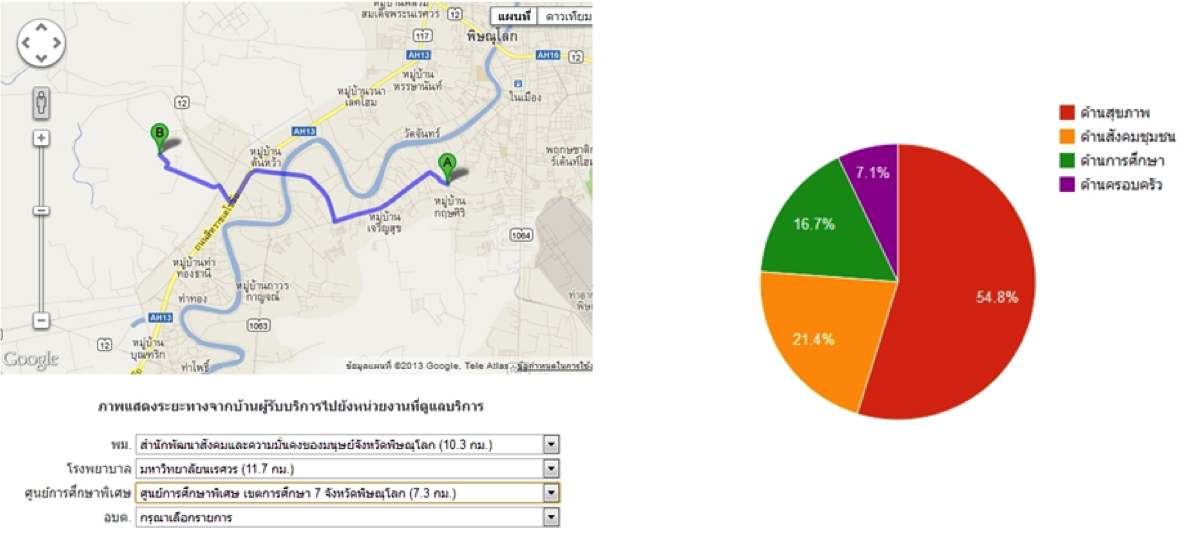 สมเด็จพระนเรศวร
12
แผนที่
ดาวเทียม
117
พิษณุโลก
AH13
AH16
12
หมู่บ้าน
หรรษานันท์
หมู่บ้านวนา
เลคโฮม
ในเมือง
12
B
AH13
วัดจันทร์
หมู่บ้าน
ต้นหว้า
A
พฤกษชาติก
หมู่บ้าน
กฤษศิริ
หมู่บ้าน
เจริญสุข
1064
หมู่บ้านท่า
ทองธานี
หมู่บ้านถาวร
กาญจณ์
ท่าทอง
ท่าอา
พิษ
AH13
1063
12
หมู่บ้าน
บุณฑริก
ท่าโพธิ์
Google
ข้อมูลแผนที่ ©2013 Google, Tele Atlas - ข้อกำหนดในการใช้ง
ภาพแสดงระยะทางจากบ้านผู้รับบริการไปยังหน่วยงานที่ดูแลบริการ
พม. สำนักพัฒนาสังคมและความมั่นคงของมนุษย์จังหวัดพิษณุโลก (10.3 กม.)
โรงพยาบาล มหาวิทยาลัยนเรศวร (11.7 กม.)
ศูนย์การศึกษาพิเศษ ศูนย์การศึกษาพิเศษ เขตการศึกษา 7 จังหวัดพิษณุโลก (7.3 กม.)
อบต. กรุณาเลือกรายการ
ด้านสุขภาพ
ด้านสังคมชุมชน
ด้านการศึกษา
ด้านครอบครัว
7.1%
16.7%
54.8%
21.4%